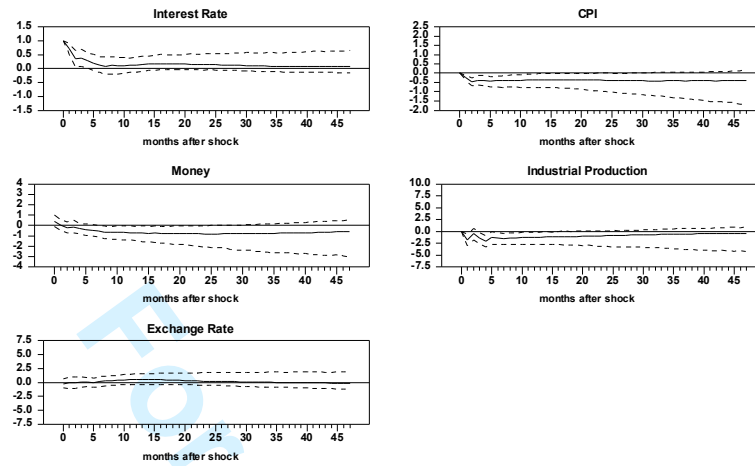 Interest Rate
1.5
1.0
0.5
0.0
-0.5
-1.0
-1.5
0 5 10 15 20 25 30 35 40 45
months after shock
CPI
2.5
2.0
1.5
1.0
0.5
0.0
-0.5
-1.0
-1.5
-2.0
0 5 10 15 20 25 30 35 40 45
months after shock
Money
4
3
2
1
0
-1
-2
-3
-4
0 5 10 15 20 25 30 35 40 45
months after shock
Industrial Production
10.0
7.5
5.0
2.5
0.0
-2.5
-5.0
-7.5
0 5 10 15 20 25 30 35 40 45
months after shock
Exchange Rate
7.5
5.0
2.5
0.0
-2.5
-5.0
-7.5
0 5 10 15 20 25 30 35 40 45
months after shock
For